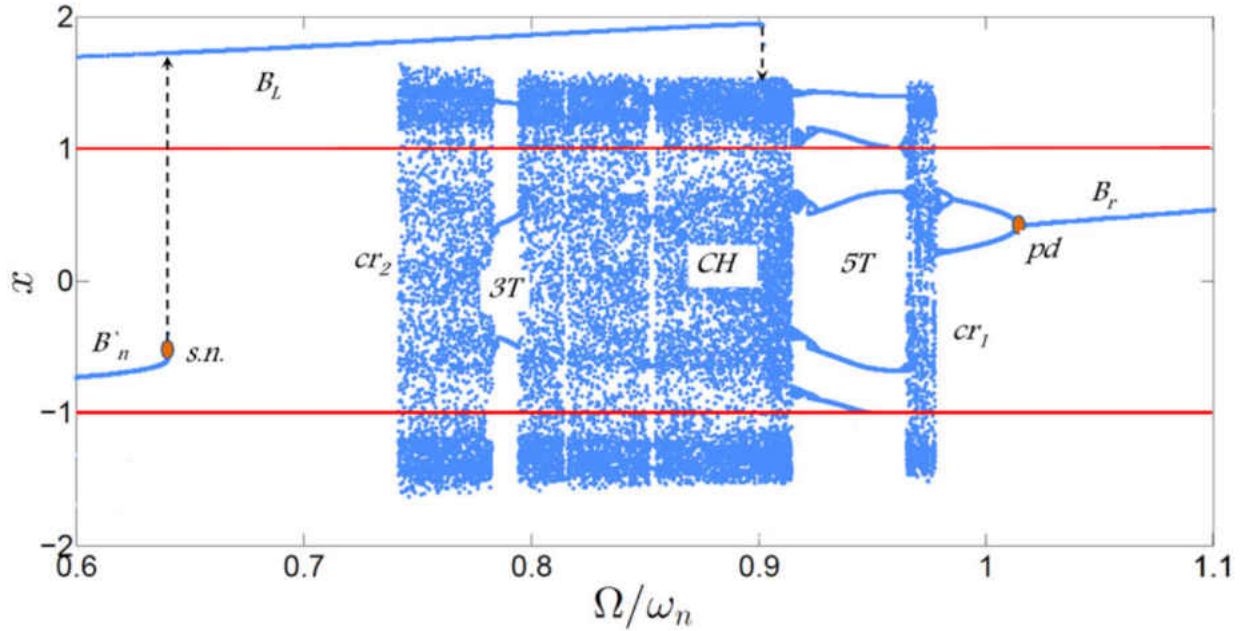 2
B_L
1
B_r
x
0
cr_2
3T
CH
5T
pd
cr_1
B`_n
s.n.
−1
−2
0.6
0.7
0.8
0.9
1
1.1
Ω/ω_n